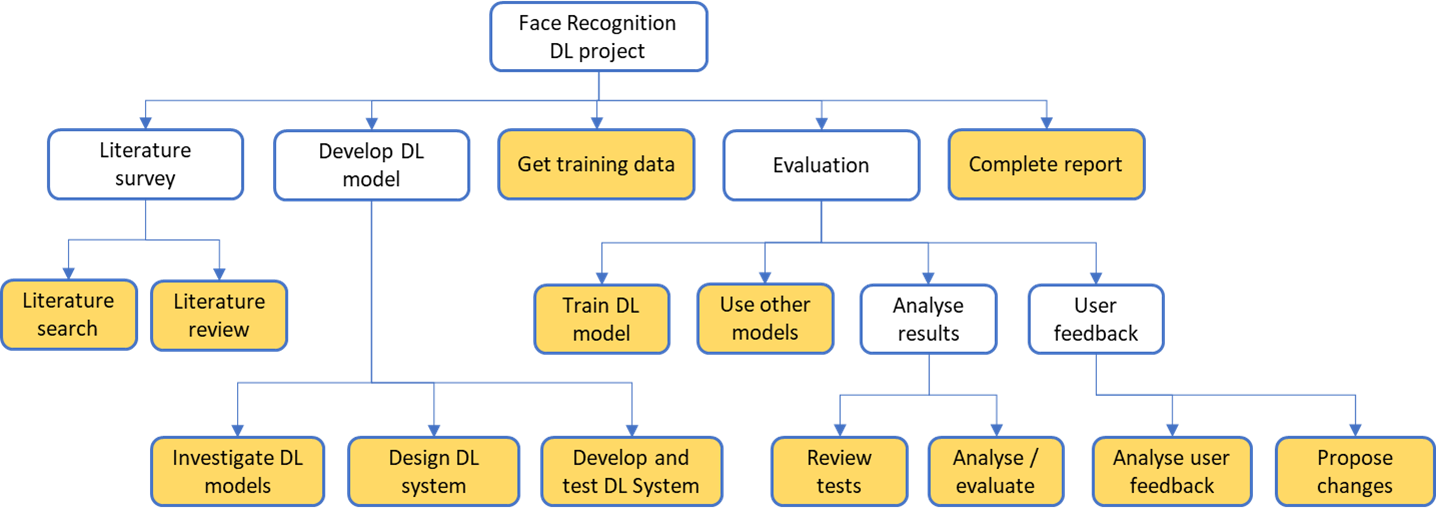 Face Recognition
DL project
Literature
survey
Develop DL
model
Get training data
Evaluation
Complete report
Literature
search
Literature
review
Train DL
model
Use other
models
Analyse
results
User
feedback
Investigate DL
models
Design DL
system
Develop and
test DL System
Review
tests
Analyse /
evaluate
Analyse user
feedback
Propose
changes